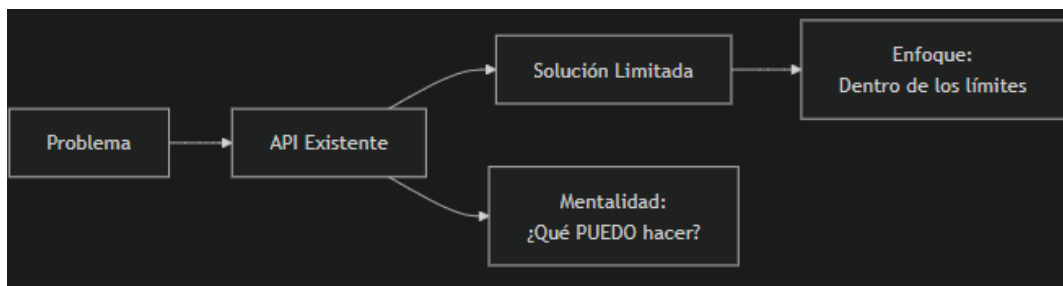 Problema
API Existente
Solución Limitada
Enfoque:
Dentro de los límites
Mentalidad:
¿Qué PUEDO hacer?